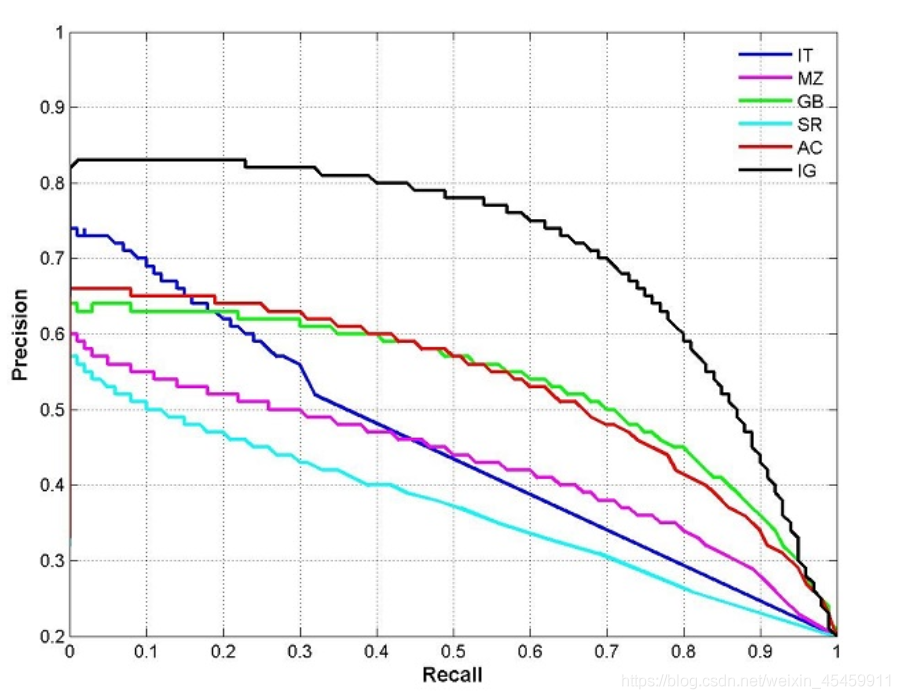 1
0.9
0.8
0.7
0.6
0.5
0.4
0.3
0.2
Precision
IT
MZ
GB
SR
AC
IG
0 0.1 0.2 0.3 0.4 0.5 0.6 0.7 0.8 0.9 1
Recall
https://blog.csdn.net/weixin_45459911